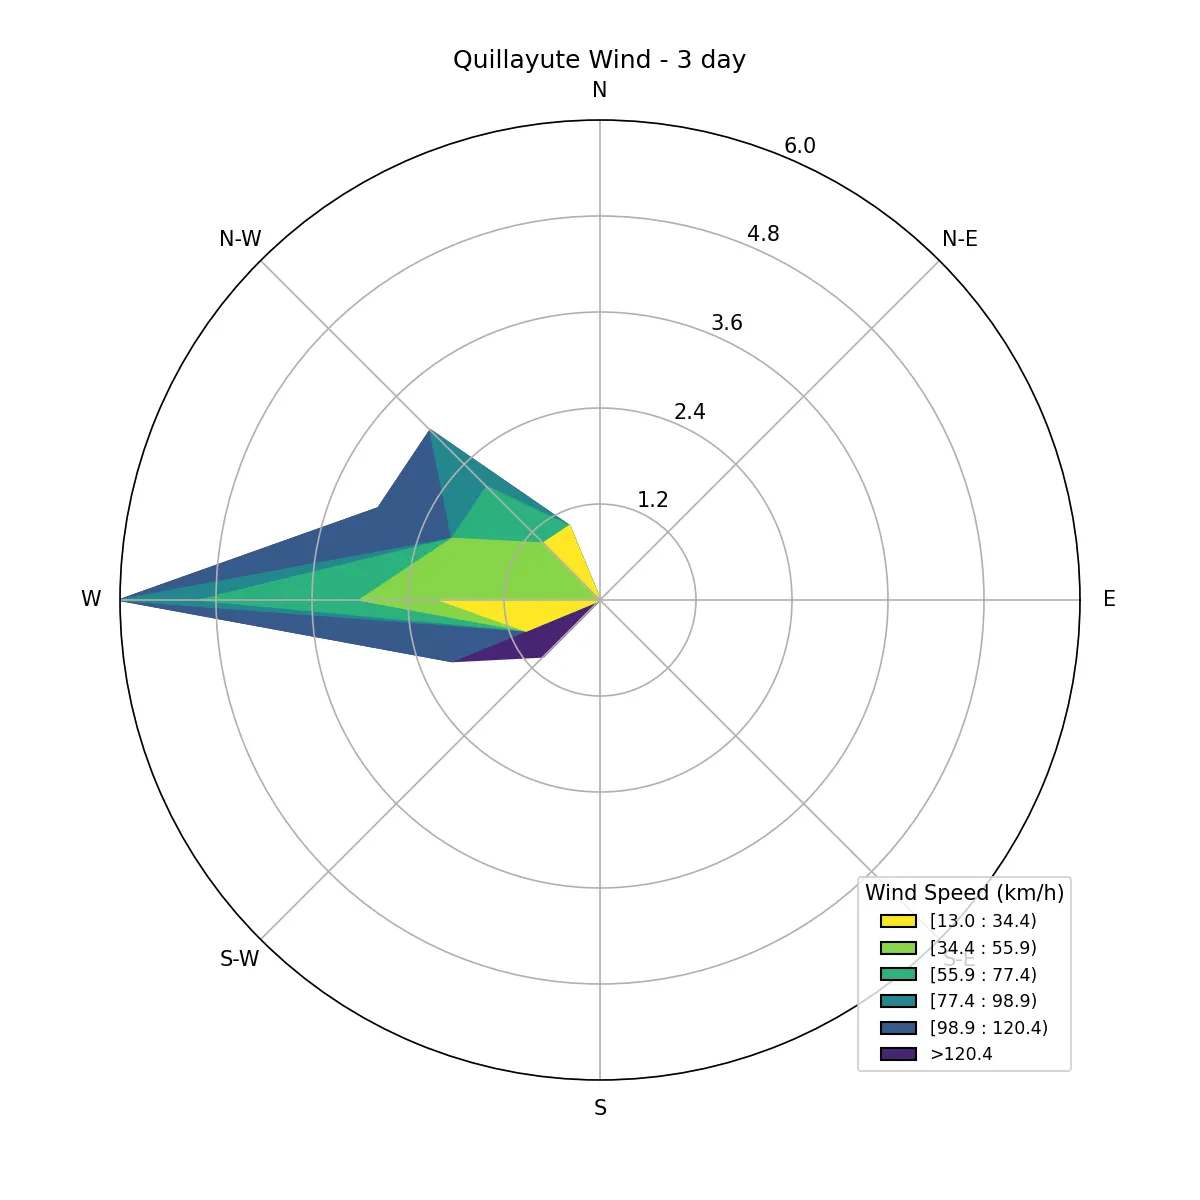 Quillayute Wind - 3 day
N
6.0
N-W
4.8
N-E
3.6
2.4
1.2
W
E
Wind Speed (km/h)
[13.0 : 34.4)
[34.4 : 55.9)
S-W
S-E
[55.9 : 77.4)
[77.4 : 98.9)
[98.9 : 120.4)
>120.4
S